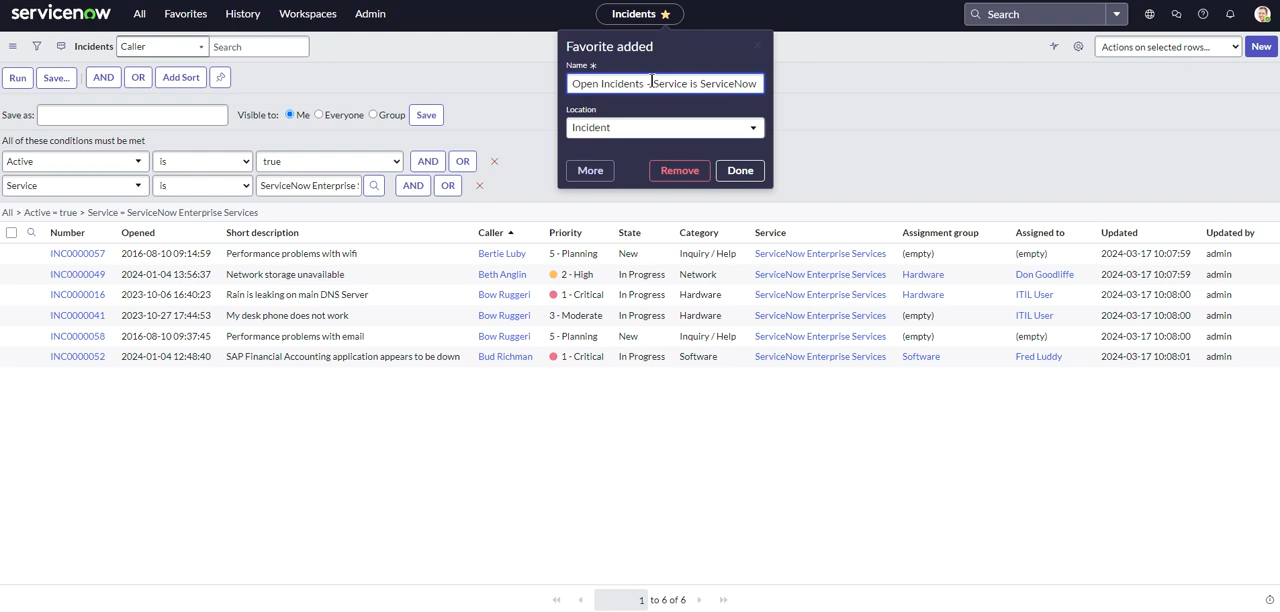 servicenow All Favorites History Workspaces Admin Incidents Search
Incidents Caller Search Actions on selected rows... New
Favorite added
Name
Open Incidents - Service is ServiceNow
Location
Incident
More Remove Done
Run Save... AND OR Add Sort
Save as: Visible to: Me Everyone Group Save
All of these conditions must be met
Active is true AND OR
Service is ServiceNow Enterprise AND OR
All > Active = true > Service = ServiceNow Enterprise Services
Number Opened Short description Caller Priority State Category Service Assignment group Assigned to Updated Updated by
INC0000057 2016-08-10 09:14:59 Performance problems with wifi Bertie Luby 5 - Planning New Inquiry / Help ServiceNow Enterprise Services (empty) (empty) 2024-03-17 10:07:59 admin
INC0000049 2024-01-04 13:56:37 Network storage unavailable Beth Anglin 2 - High In Progress Network ServiceNow Enterprise Services Hardware Don Goodliffe 2024-03-17 10:07:59 admin
INC0000016 2023-10-06 16:40:23 Rain is leaking on main DNS Server Bow Ruggeri 1 - Critical In Progress Hardware ServiceNow Enterprise Services Hardware ITIL User 2024-03-17 10:08:00 admin
INC0000041 2023-10-27 17:44:53 My desk phone does not work Bow Ruggeri 3 - Moderate In Progress Hardware ServiceNow Enterprise Services (empty) ITIL User 2024-03-17 10:08:00 admin
INC0000058 2016-08-10 09:37:45 Performance problems with email Bow Ruggeri 5 - Planning New Inquiry / Help ServiceNow Enterprise Services (empty) (empty) 2024-03-17 10:08:00 admin
INC0000052 2024-01-04 12:48:40 SAP Financial Accounting application appears to be down Bud Richman 1 - Critical In Progress Software ServiceNow Enterprise Services Software Fred Luddy 2024-03-17 10:08:01 admin
1 to 6 of 6